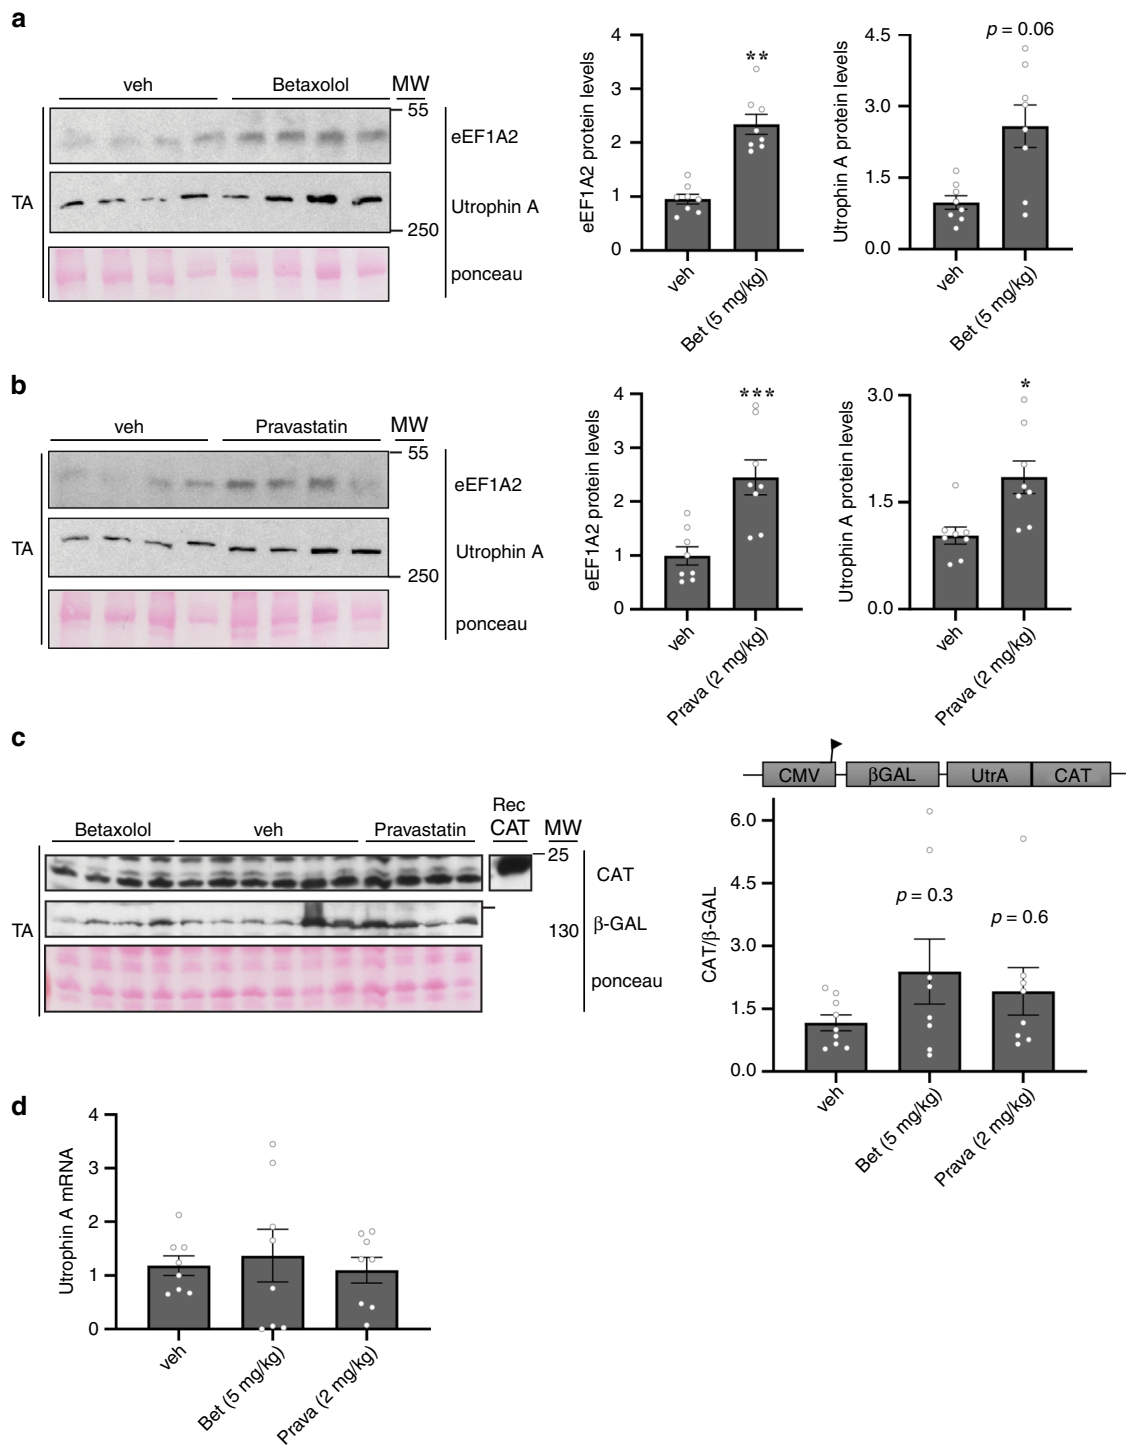 a
veh Betaxolol MW
55
eEF1A2
TA
Utrophin A
250
ponceau
eEF1A2 protein levels
4
3
2
1
0
**
veh
Bet (5 mg/kg)
Utrophin A protein levels
4.5
3.0
1.5
0.0
p = 0.06
veh
Bet (5 mg/kg)
b
veh Pravastatin MW
55
eEF1A2
TA
Utrophin A
250
ponceau
eEF1A2 protein levels
4
3
2
1
0
***
veh
Prava (2 mg/kg)
Utrophin A protein levels
3.0
1.5
0.0
*
veh
Prava (2 mg/kg)
c
Betaxolol veh Pravastatin Rec CAT MW
25
CAT
TA
β-GAL
130
ponceau
CMV βGAL UtrA CAT
CAT/β-GAL
6.0
4.5
3.0
1.5
0.0
p = 0.3
p = 0.6
veh
Bet (5 mg/kg)
Prava (2 mg/kg)
d
Utrophin A mRNA
4
3
2
1
0
veh
Bet (5 mg/kg)
Prava (2 mg/kg)